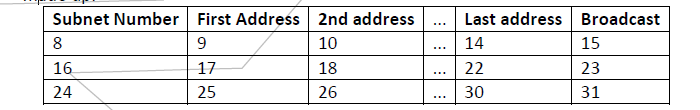 Subnet Number First Address 2nd address ... Last address Broadcast
8 9 10 ... 14 15
16 17 18 ... 22 23
24 25 26 ... 30 31